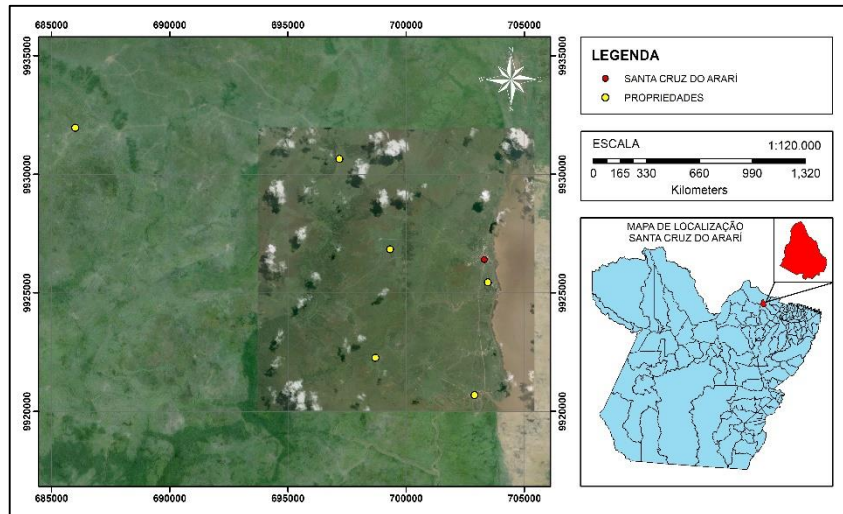 685000 690000 695000 700000 705000
9935000 9935000
9930000 9930000
9925000 9925000
9920000 9920000
685000 690000 695000 700000 705000
N
LEGENDA
SANTA CRUZ DO ARARÍ
PROPRIEDADES
ESCALA 1:120.000
0 165 330 660 990 1,320
Kilometers
MAPA DE LOCALIZAÇÃO
SANTA CRUZ DO ARARÍ